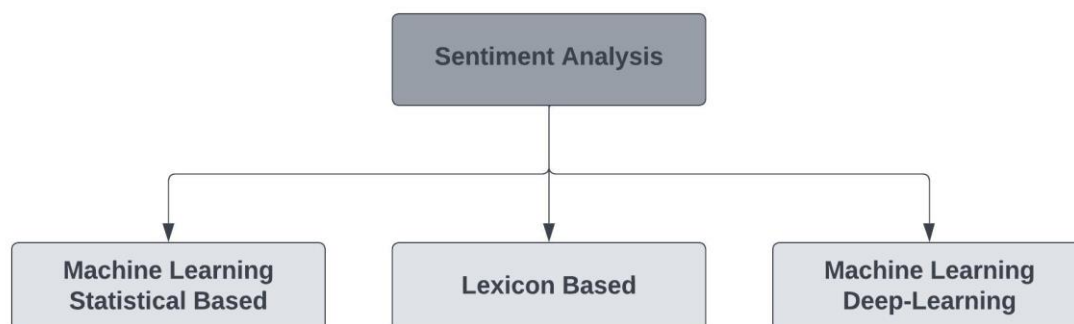 Sentiment Analysis
Machine Learning
Statistical Based
Lexicon Based
Machine Learning
Deep-Learning